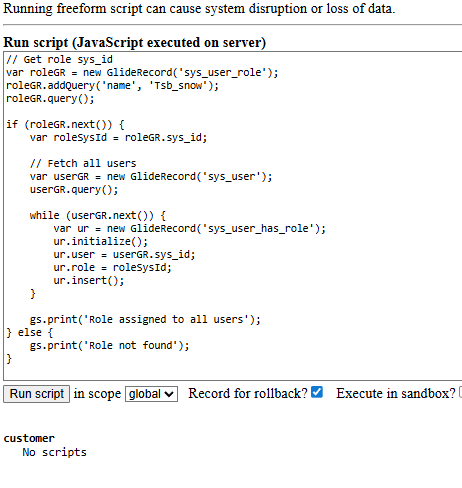 Running freeform script can cause system disruption or loss of data.
Run script (JavaScript executed on server)
// Get role sys_id
var roleGR = new GlideRecord('sys_user_role');
roleGR.addQuery('name', 'Tsb_snow');
roleGR.query();

if (roleGR.next()) {
    var roleSysId = roleGR.sys_id;

    // Fetch all users
    var userGR = new GlideRecord('sys_user');
    userGR.query();

    while (userGR.next()) {
        var ur = new GlideRecord('sys_user_has_role');
        ur.initialize();
        ur.user = userGR.sys_id;
        ur.role = roleSysId;
        ur.insert();
    }

    gs.print('Role assigned to all users');
} else {
    gs.print('Role not found');
}
Run script in scope global Record for rollback? Execute in sandbox?
customer
No scripts